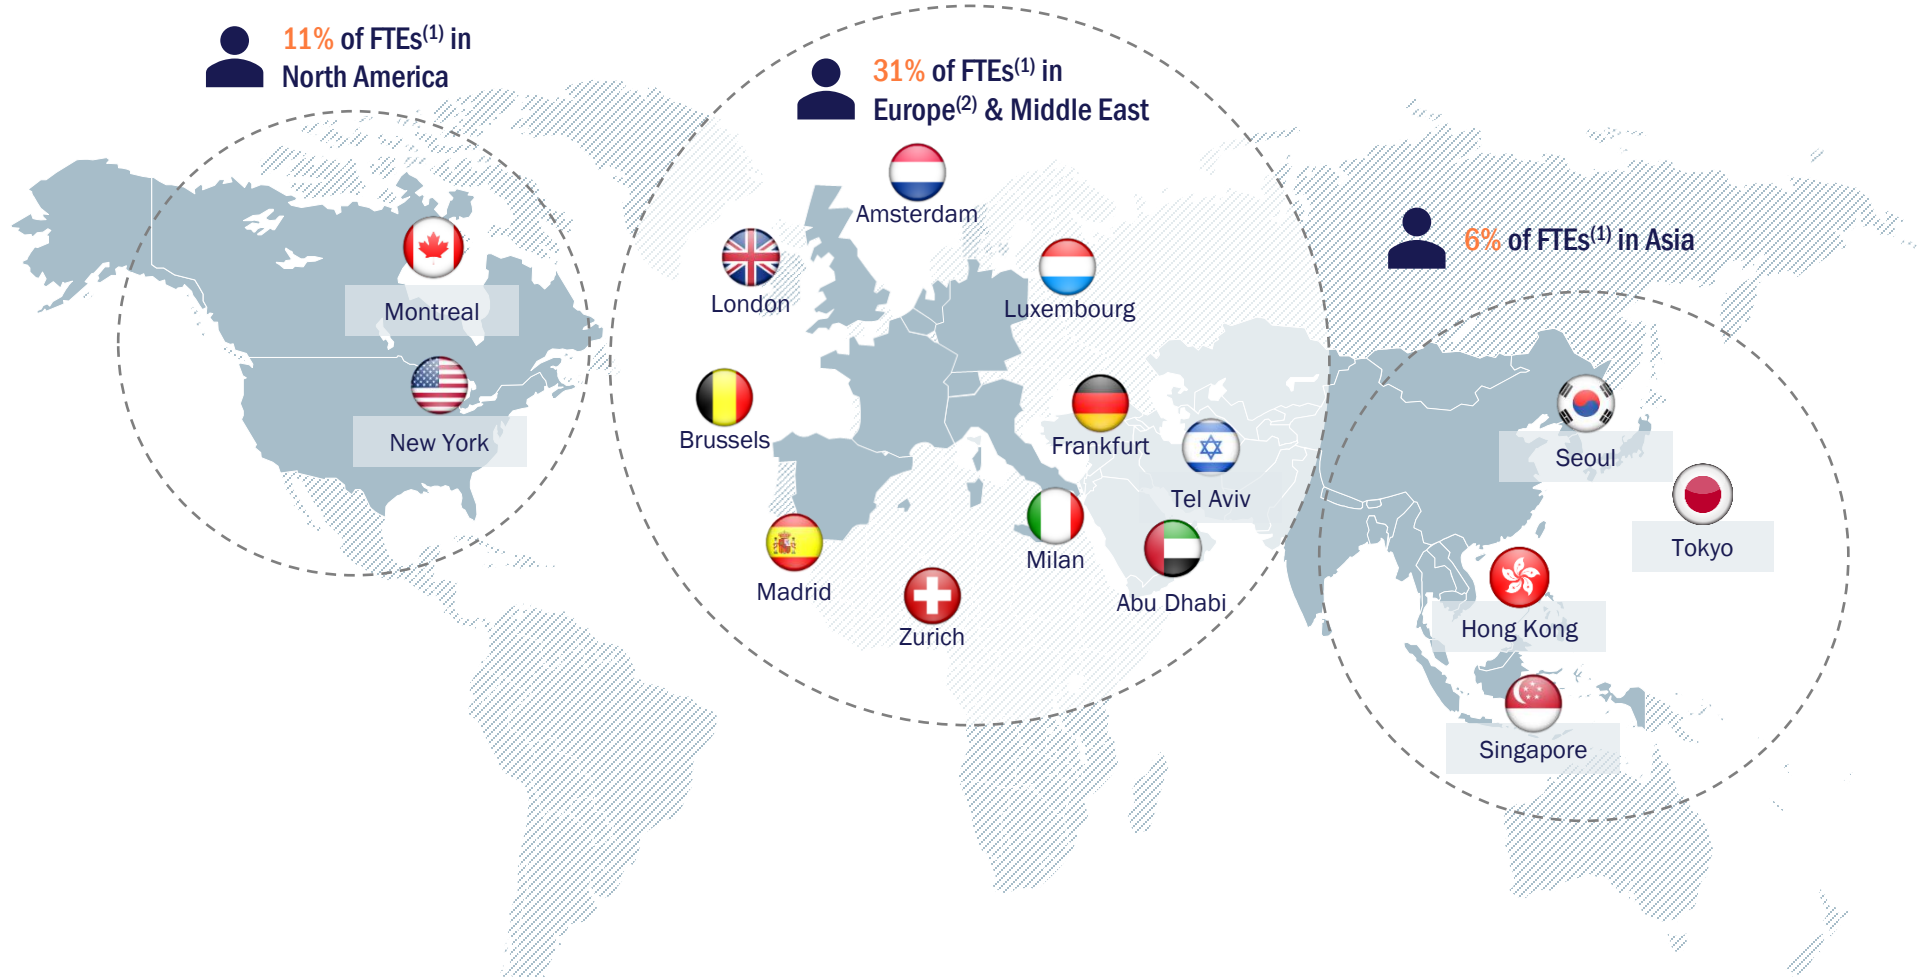 11% of FTEs(1) in
North America
31% of FTEs(1) in
Europe(2) & Middle East
6% of FTEs(1) in Asia
Montreal
New York
Amsterdam
London
Luxembourg
Brussels
Frankfurt
Tel Aviv
Milan
Madrid
Abu Dhabi
Zurich
Seoul
Tokyo
Hong Kong
Singapore